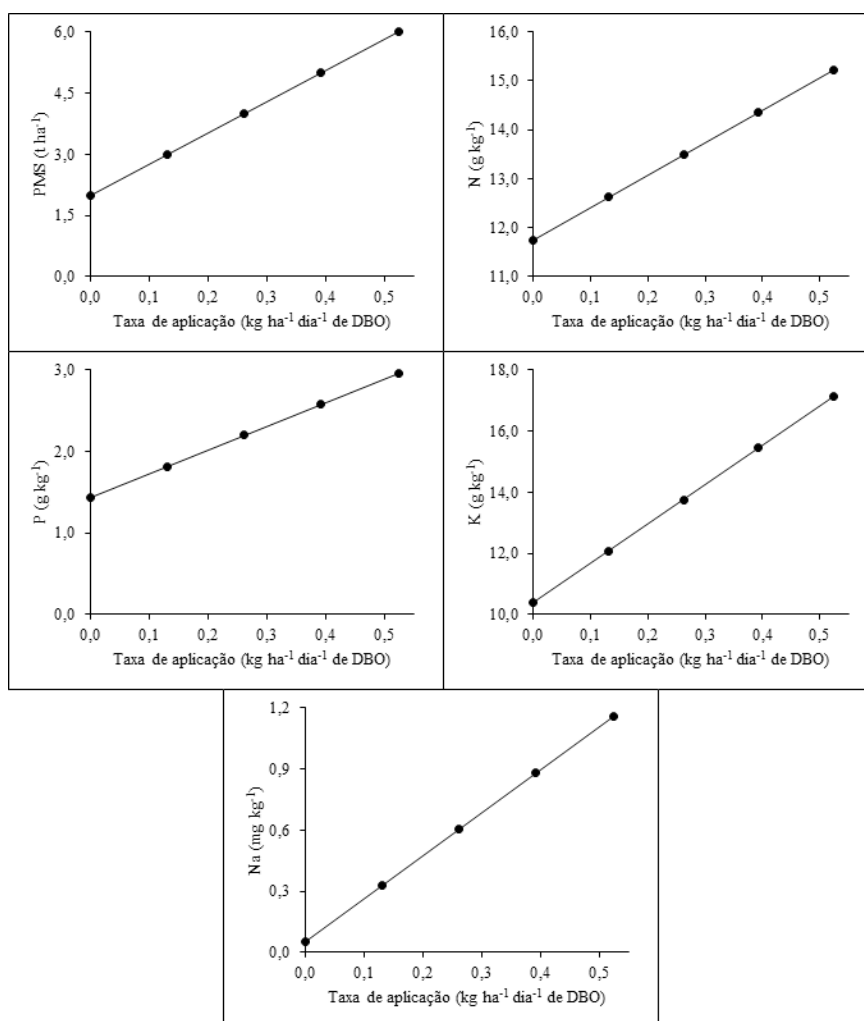 PMS (t ha⁻¹)
6,0
4,5
3,0
1,5
0,0
0,0 0,1 0,2 0,3 0,4 0,5
Taxa de aplicação (kg ha⁻¹ dia⁻¹ de DBO)
N (g kg⁻¹)
16,0
15,0
14,0
13,0
12,0
11,0
0,0 0,1 0,2 0,3 0,4 0,5
Taxa de aplicação (kg ha⁻¹ dia⁻¹ de DBO)
P (g kg⁻¹)
3,0
2,0
1,0
0,0
0,0 0,1 0,2 0,3 0,4 0,5
Taxa de aplicação (kg ha⁻¹ dia⁻¹ de DBO)
K (g kg⁻¹)
18,0
16,0
14,0
12,0
10,0
0,0 0,1 0,2 0,3 0,4 0,5
Taxa de aplicação (kg ha⁻¹ dia⁻¹ de DBO)
Na (mg kg⁻¹)
1,2
0,9
0,6
0,3
0,0
0,0 0,1 0,2 0,3 0,4 0,5
Taxa de aplicação (kg ha⁻¹ dia⁻¹ de DBO)